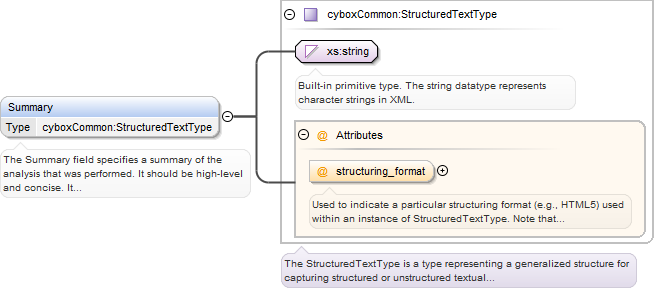 cyboxCommon:StructuredTextType
xs:string
Built-in primitive type. The string datatype represents
character strings in XML.
Summary
Type cyboxCommon:StructuredTextType
The Summary field specifies a summary of the
analysis that was performed. It should be high-level
and concise. It...
@ Attributes
@ structuring_format
Used to indicate a particular structuring format (e.g., HTML5) used
within an instance of StructuredTextType. Note that...
The StructuredTextType is a type representing a generalized structure for
capturing structured or unstructured textual...